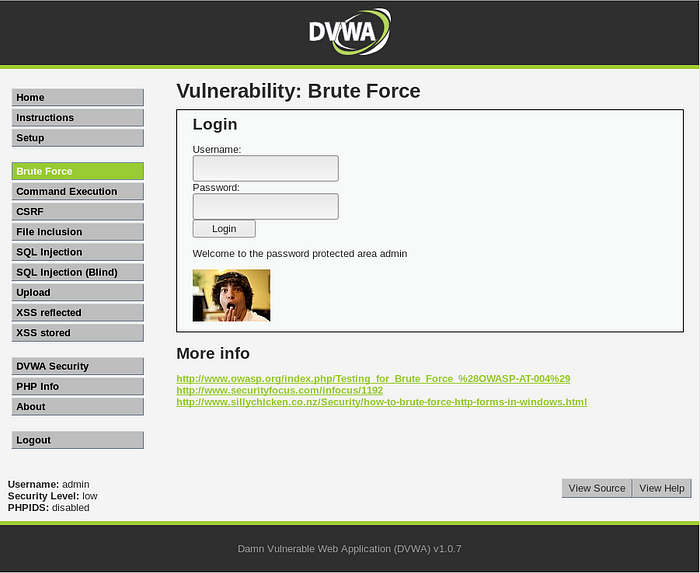 DVWA
Home
Instructions
Setup
Brute Force
Command Execution
CSRF
File Inclusion
SQL Injection
SQL Injection (Blind)
Upload
XSS reflected
XSS stored
DVWA Security
PHP Info
About
Logout
Vulnerability: Brute Force
Login
Username:
Password:
Login
Welcome to the password protected area admin
More info
http://www.owasp.org/index.php/Testing_for_Brute_Force_%28OWASP-AT-004%29
http://www.securityfocus.com/infocus/1192
http://www.sillychicken.co.nz/Security/how-to-brute-force-http-forms-in-windows.html
Username: admin
Security Level: low
PHPIDS: disabled
View Source
View Help
Damn Vulnerable Web Application (DVWA) v1.0.7